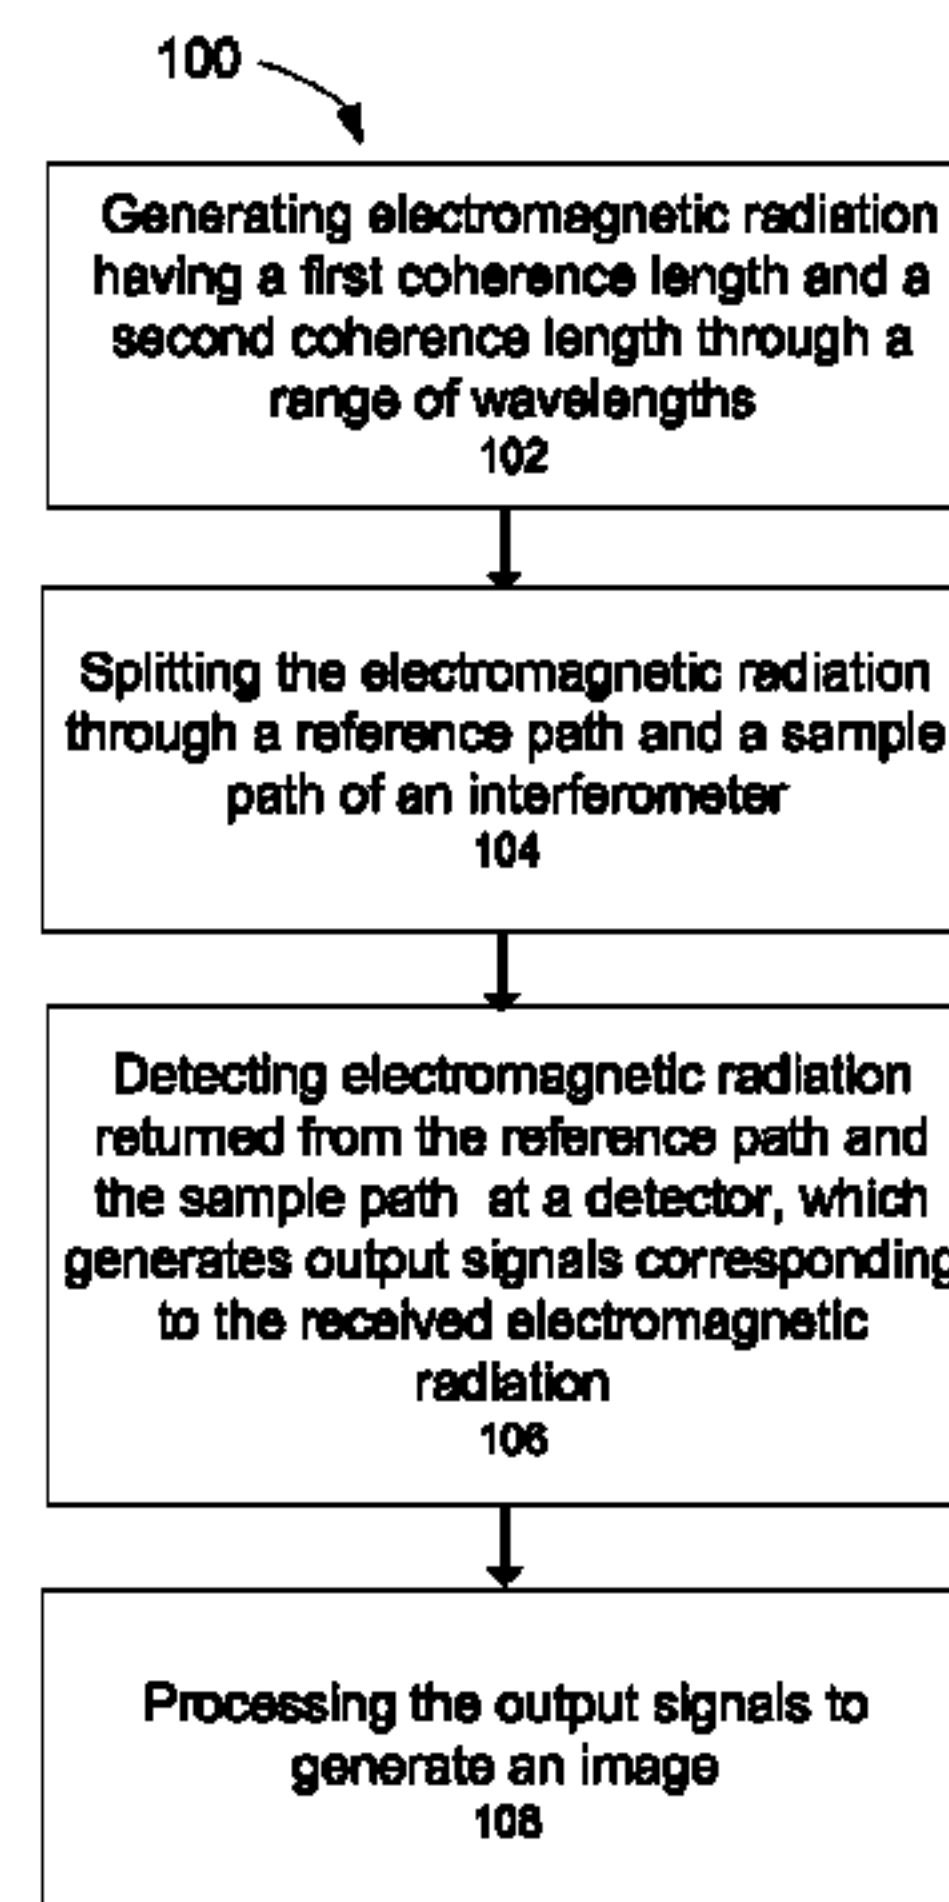 100
Generating electromagnetic radiation
having a first coherence length and a
second coherence length through a
range of wavelengths
102
Splitting the electromagnetic radiation
through a reference path and a sample
path of an interferometer
104
Detecting electromagnetic radiation
returned from the reference path and
the sample path at a detector, which
generates output signals corresponding
to the received electromagnetic
radiation
106
Processing the output signals to
generate an image
108